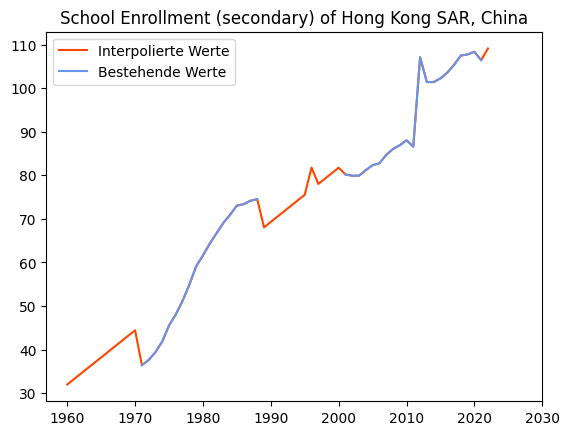 School Enrollment (secondary) of Hong Kong SAR, China
Interpolierte Werte
Bestehende Werte
110
100
90
80
70
60
50
40
30
1960 1970 1980 1990 2000 2010 2020 2030